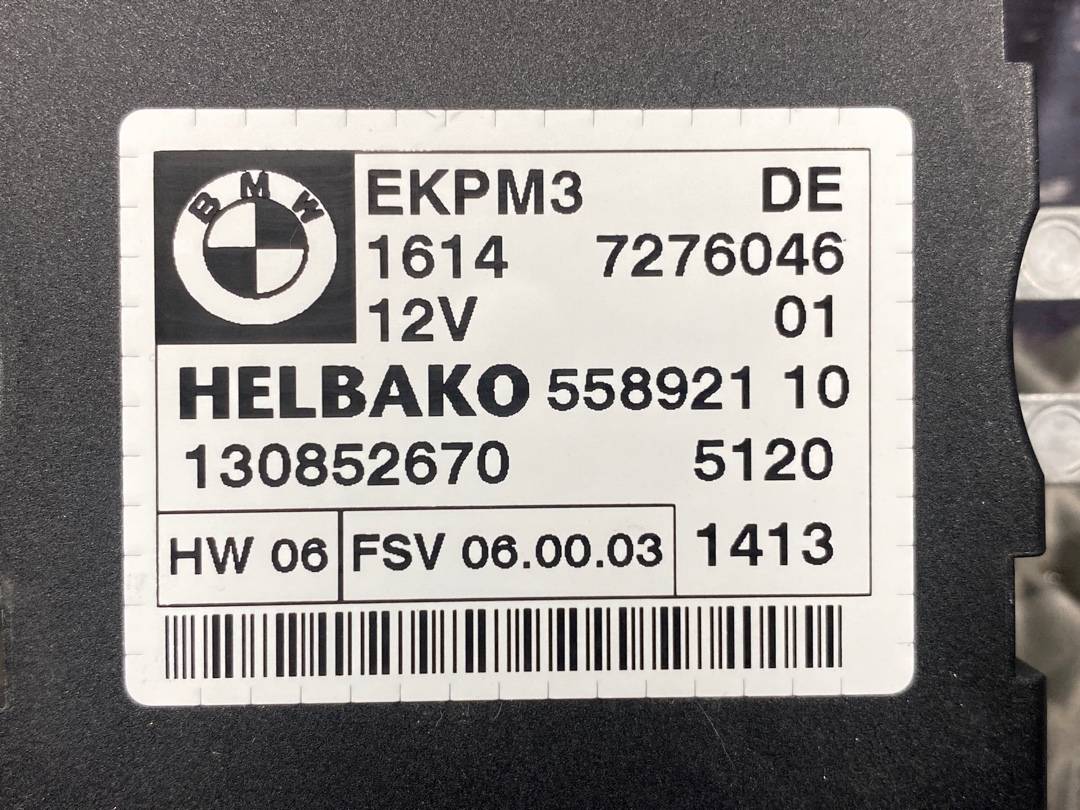 BMW
EKPM3 DE
1614 7276046
12V 01
HELBAKO 558921 10
130852670 5120
HW 06 FSV 06.00.03 1413